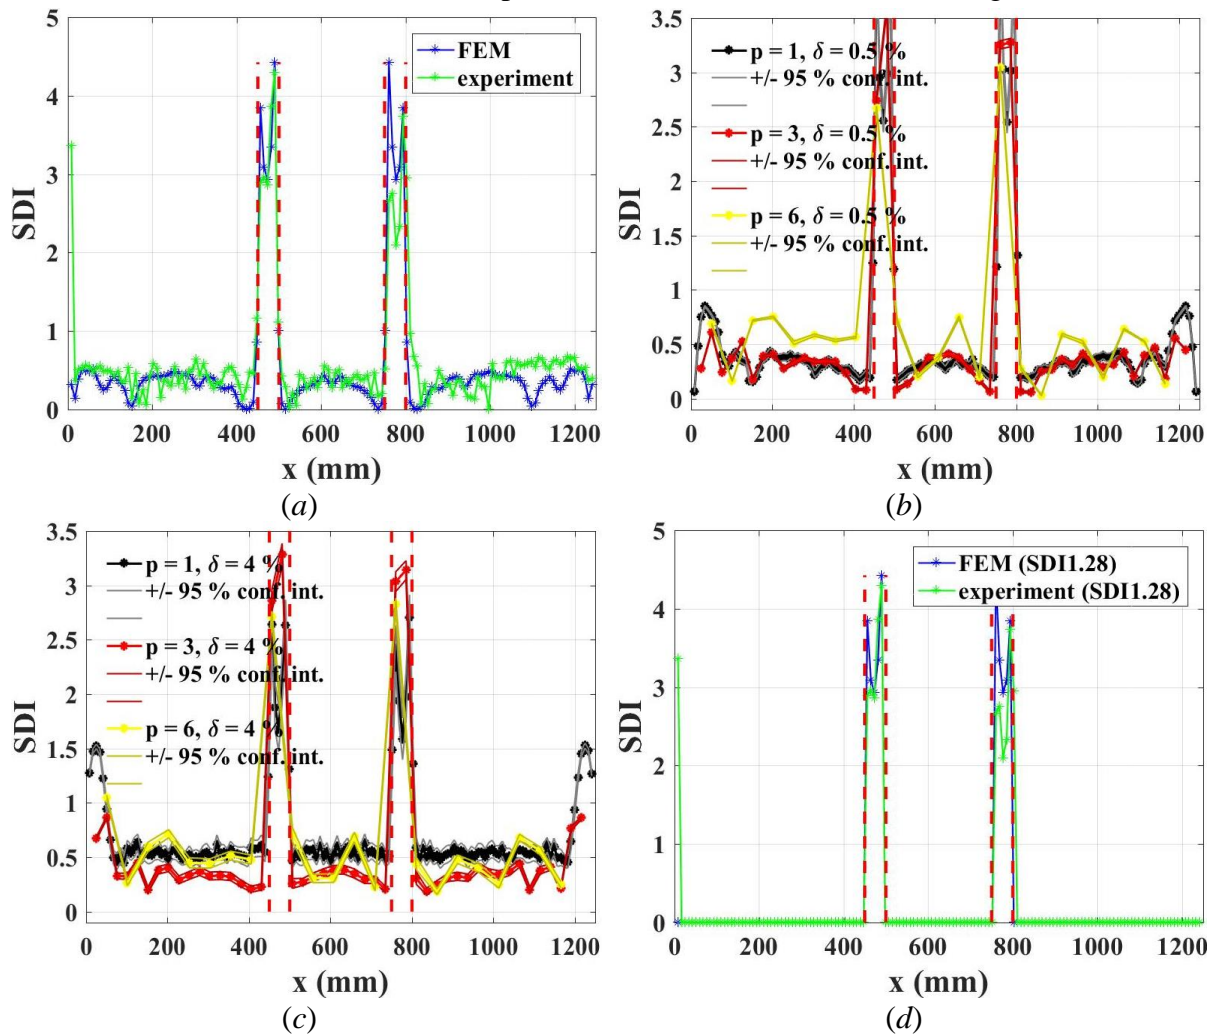 5
4
3
2
1
0
SDI
FEM
experiment
0 200 400 600 800 1000 1200
x (mm)
(a)
3.5
3
2.5
2
1.5
1
0.5
0
SDI
p = 1, δ = 0.5 %
+/- 95 % conf. int.
p = 3, δ = 0.5 %
+/- 95 % conf. int.
p = 6, δ = 0.5 %
+/- 95 % conf. int.
0 200 400 600 800 1000 1200
x (mm)
(b)
3.5
3
2.5
2
1.5
1
0.5
0
SDI
p = 1, δ = 4 %
+/- 95 % conf. int.
p = 3, δ = 4 %
+/- 95 % conf. int.
p = 6, δ = 4 %
+/- 95 % conf. int.
0 200 400 600 800 1000 1200
x (mm)
(c)
5
4
3
2
1
0
SDI
FEM (SDI1.28)
experiment (SDI1.28)
0 200 400 600 800 1000 1200
x (mm)
(d)